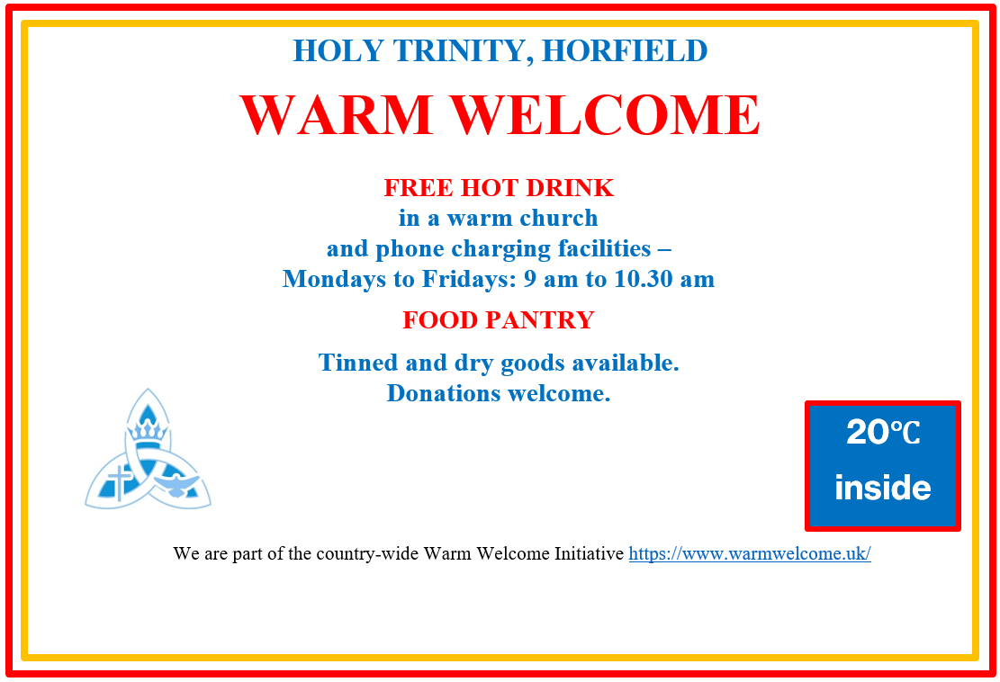 HOLY TRINITY, HORFIELD
WARM WELCOME
FREE HOT DRINK
in a warm church
and phone charging facilities –
Mondays to Fridays: 9 am to 10.30 am
FOOD PANTRY
Tinned and dry goods available.
Donations welcome.
20℃
inside
We are part of the country-wide Warm Welcome Initiative https://www.warmwelcome.uk/